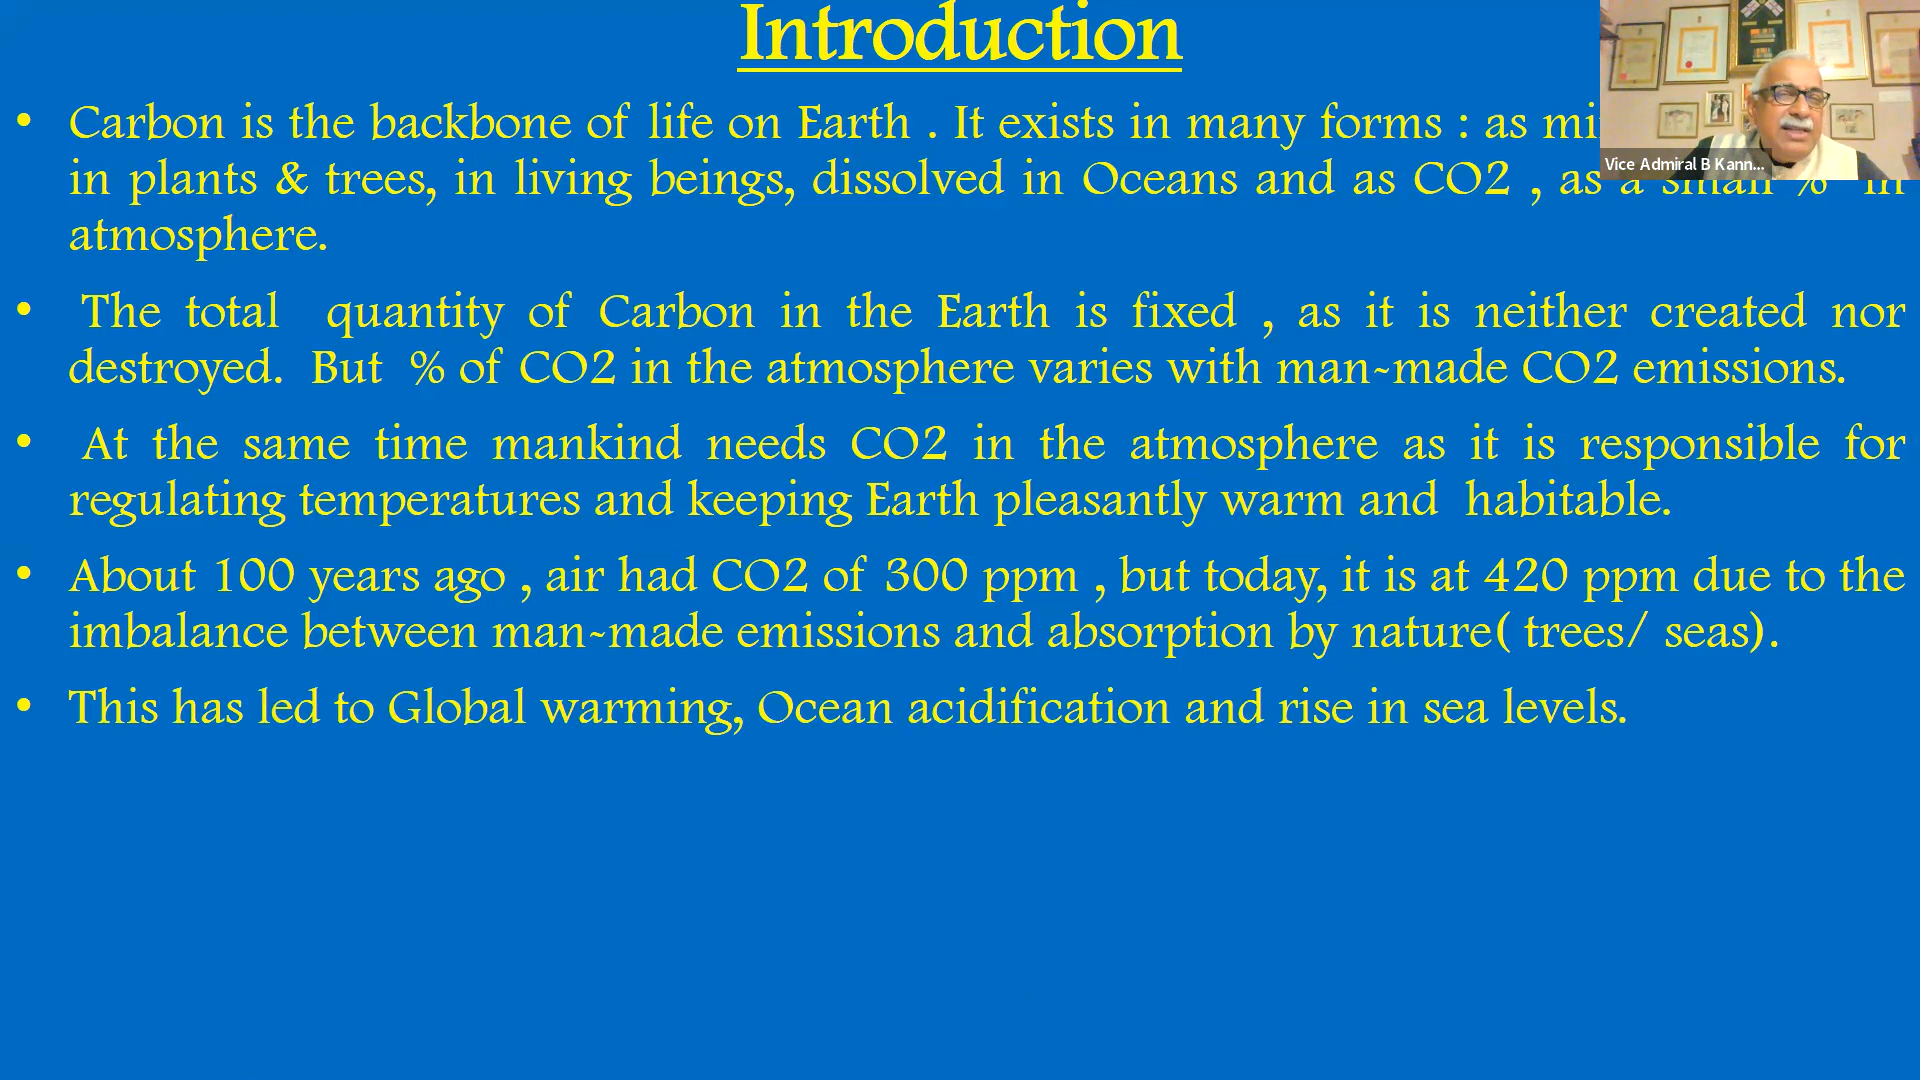 Introduction
• Carbon is the backbone of life on Earth . It exists in many forms : as
in plants & trees, in living beings, dissolved in Oceans and as CO2 , as a small % in
atmosphere.
• The total quantity of Carbon in the Earth is fixed , as it is neither created nor
destroyed. But % of CO2 in the atmosphere varies with man-made CO2 emissions.
• At the same time mankind needs CO2 in the atmosphere as it is responsible for
regulating temperatures and keeping Earth pleasantly warm and habitable.
• About 100 years ago , air had CO2 of 300 ppm , but today, it is at 420 ppm due to the
imbalance between man-made emissions and absorption by nature( trees/ seas).
• This has led to Global warming, Ocean acidification and rise in sea levels.
Vice Admiral B Kann...